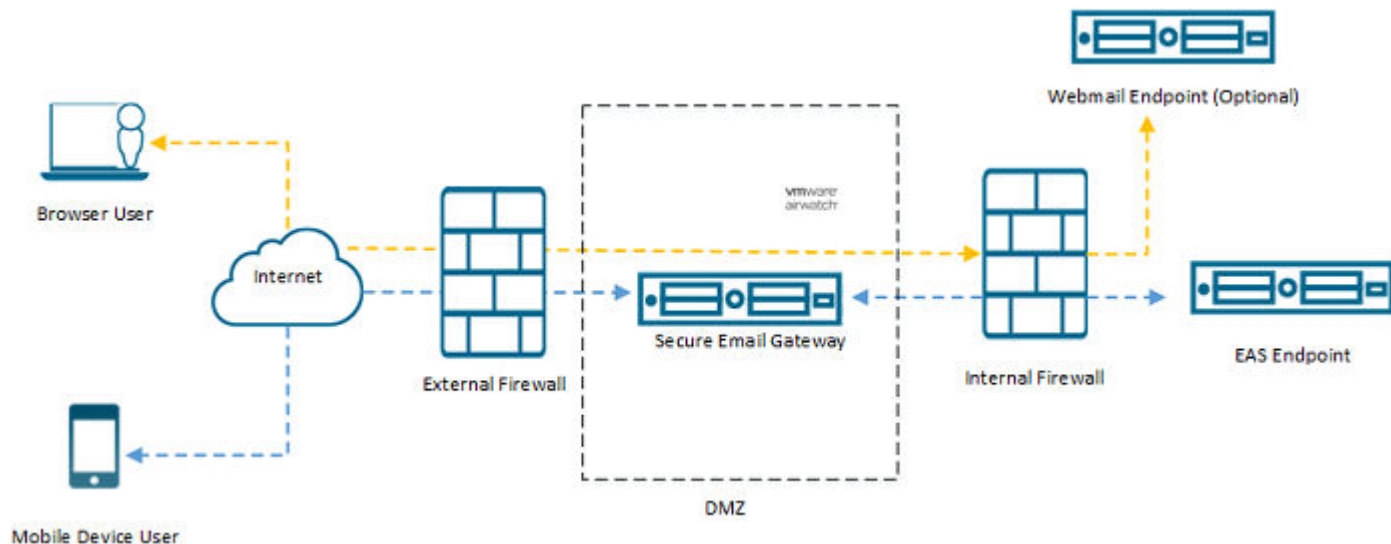 Webmail Endpoint (Optional)
vmware
airwatch
Browser User
Internet
Secure Email Gateway
EAS Endpoint
External Firewall
Internal Firewall
DMZ
Mobile Device User